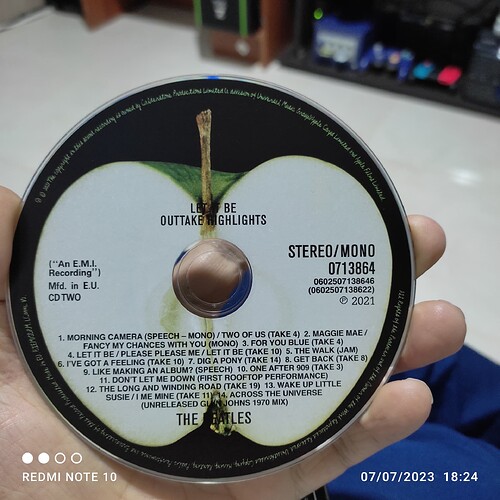 LET IT BE
OUTTAKE HIGHLIGHTS
("An E.M.I.
Recording")
Mfd. in E.U.
CD TWO
STEREO/MONO
0713864
0602507138646
(0602507138622)
℗ 2021
1. MORNING CAMERA (SPEECH – MONO) / TWO OF US (TAKE 4) 2. MAGGIE MAE /
FANCY MY CHANCES WITH YOU (MONO) 3. FOR YOU BLUE (TAKE 4)
4. LET IT BE / PLEASE PLEASE ME / LET IT BE (TAKE 10) 5. THE WALK (JAM)
6. I'VE GOT A FEELING (TAKE 10) 7. DIG A PONY (TAKE 14) 8. GET BACK (TAKE 8)
9. LIKE MAKING AN ALBUM? (SPEECH) 10. ONE AFTER 909 (TAKE 3)
11. DON'T LET ME DOWN (FIRST ROOFTOP PERFORMANCE)
12. THE LONG AND WINDING ROAD (TAKE 19) 13. WAKE UP LITTLE
SUSIE / I ME MINE (TAKE 11) 14. ACROSS THE UNIVERSE
(UNRELEASED GLYN JOHNS 1970 MIX)
THE BEATLES
REDMI NOTE 10
07/07/2023 18:24